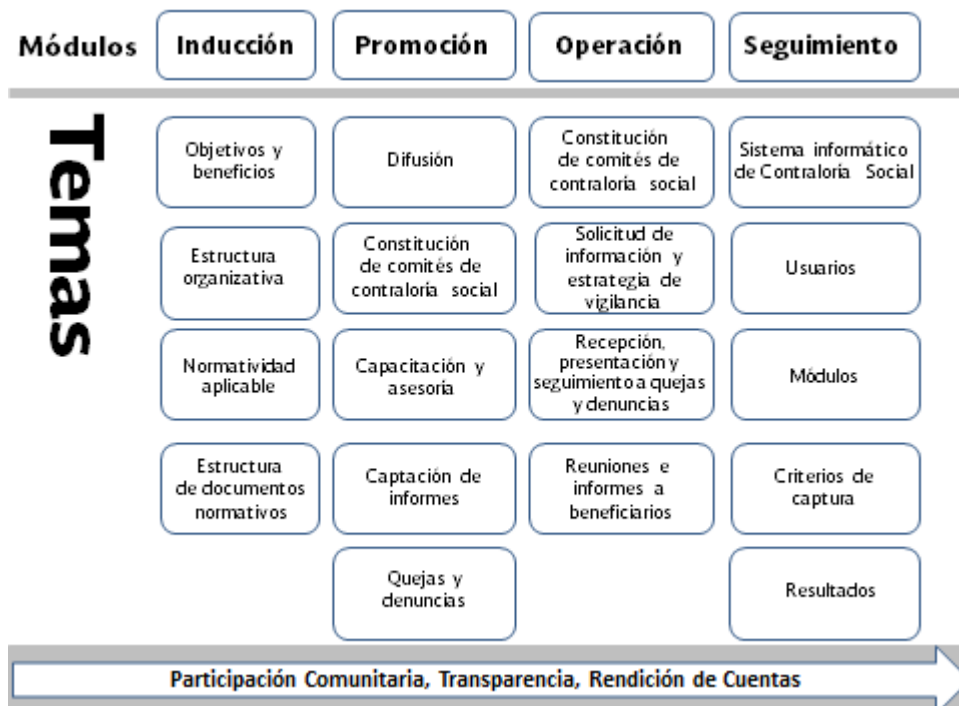 Módulos
Inducción
Promoción
Operación
Seguimiento
Temas
Objetivos y
beneficios
Difusión
Constitución
de comités de
contraloría social
Sistema informático
de Contraloría Social
Estructura
organizativa
Constitución
de comités de
contraloría social
Solicitud de
información y
estrategia de
vigilancia
Usuarios
Normatividad
aplicable
Capacitación y
asesoría
Recepción,
presentación y
seguimiento a quejas
y denuncias
Módulos
Estructura
de documentos
normativos
Captación de
informes
Reuniones e
informes a
beneficiarios
Criterios de
captura
Quejas y
denuncias
Resultados
Participación Comunitaria, Transparencia, Rendición de Cuentas